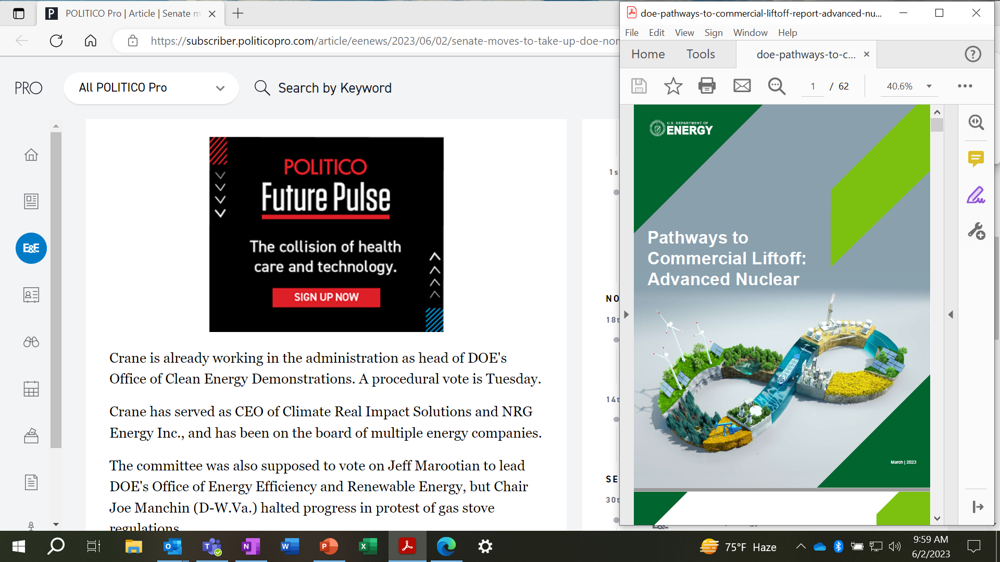 POLITICO Pro | Article | Senate m
https://subscriber.politicopro.com/article/eenews/2023/06/02/senate-moves-to-take-up-doe-nor
PRO
All POLITICO Pro
Search by Keyword
E&E
POLITICO
Future Pulse
The collision of health
care and technology.
SIGN UP NOW
Crane is already working in the administration as head of DOE's
Office of Clean Energy Demonstrations. A procedural vote is Tuesday.
Crane has served as CEO of Climate Real Impact Solutions and NRG
Energy Inc., and has been on the board of multiple energy companies.
The committee was also supposed to vote on Jeff Marootian to lead
DOE's Office of Energy Efficiency and Renewable Energy, but Chair
Joe Manchin (D-W.Va.) halted progress in protest of gas stove
regulations
1s
NO
18t
14t
SE
30t
doe-pathways-to-commercial-liftoff-report-advanced-nu...
File Edit View Sign Window Help
Home Tools doe-pathways-to-c...
1 / 62 40.6%
U.S. DEPARTMENT OF
ENERGY
Pathways to
Commercial Liftoff:
Advanced Nuclear
March | 2023
75°F Haze
9:59 AM
6/2/2023